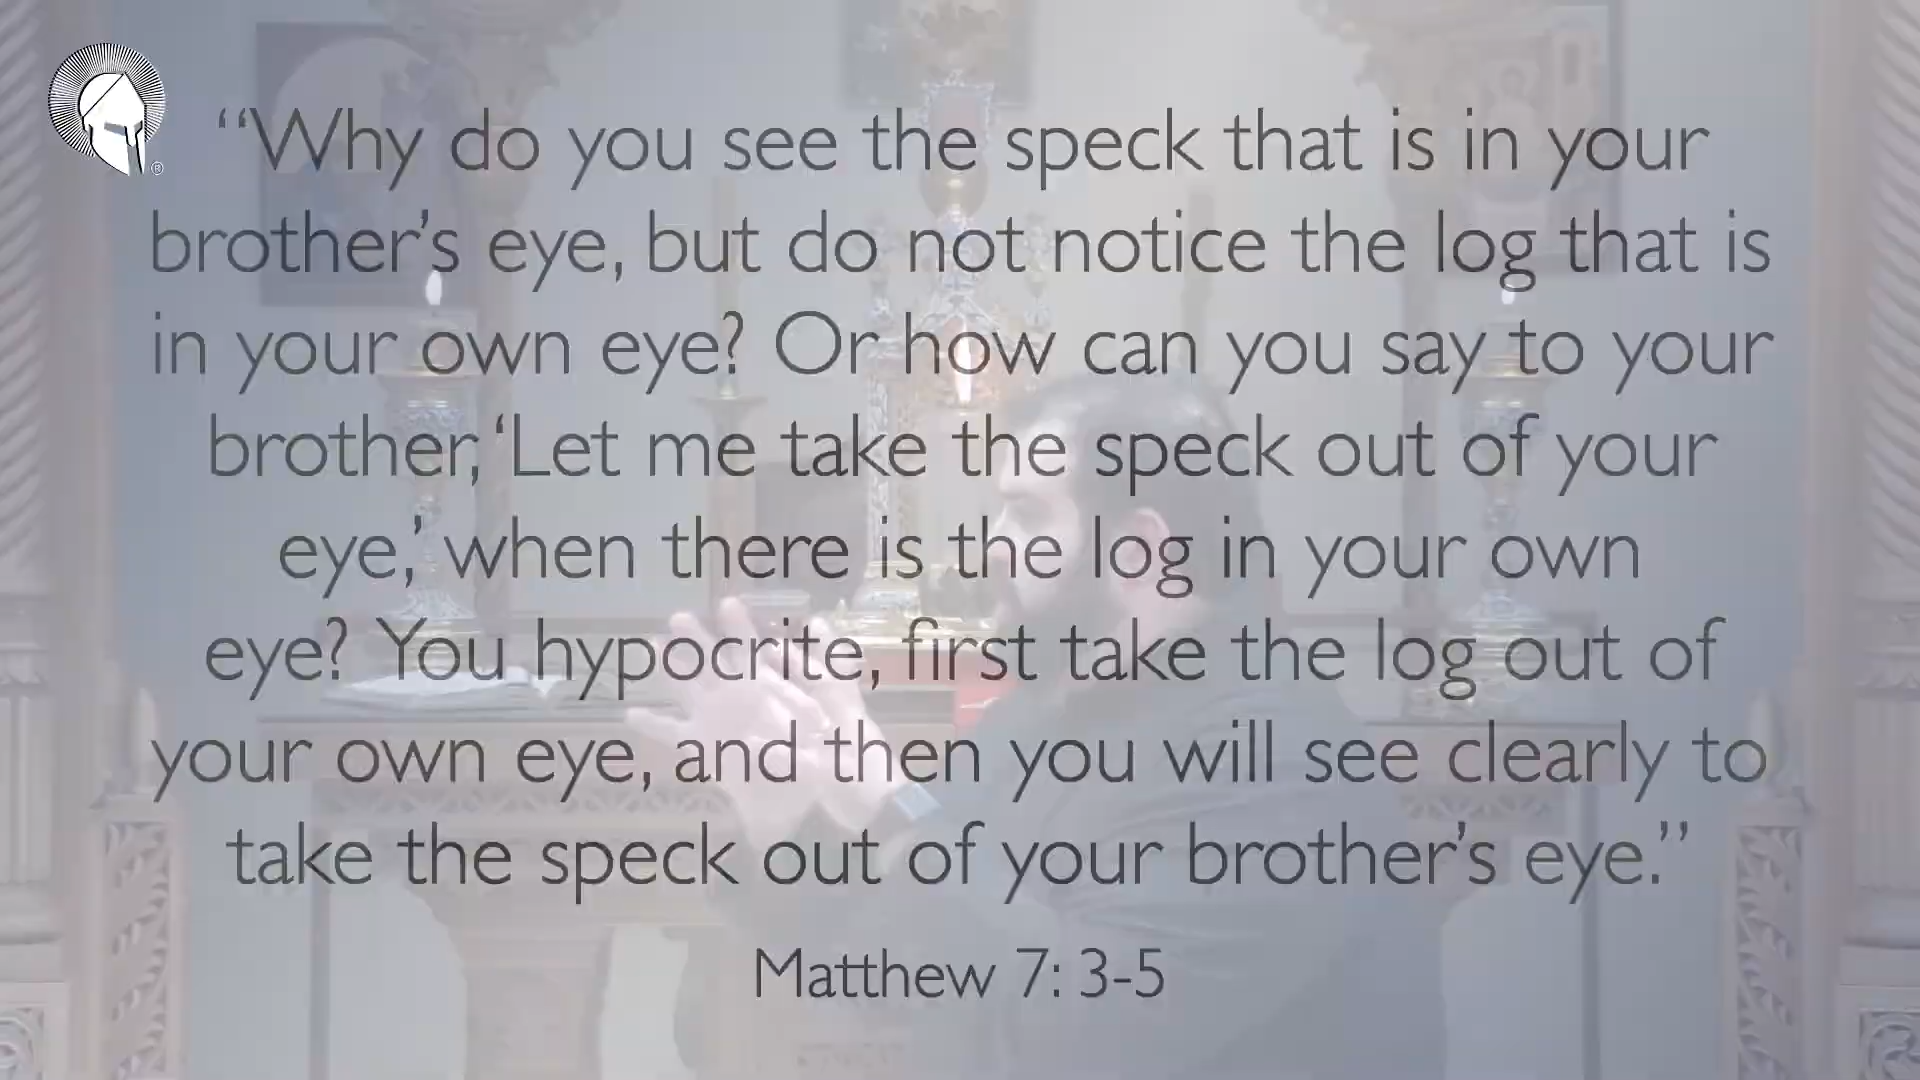 “Why do you see the speck that is in your
brother’s eye, but do not notice the log that is
in your own eye? Or how can you say to your
brother, ‘Let me take the speck out of your
eye,’ when there is the log in your own
eye? You hypocrite, first take the log out of
your own eye, and then you will see clearly to
take the speck out of your brother’s eye.”
Matthew 7: 3-5
®